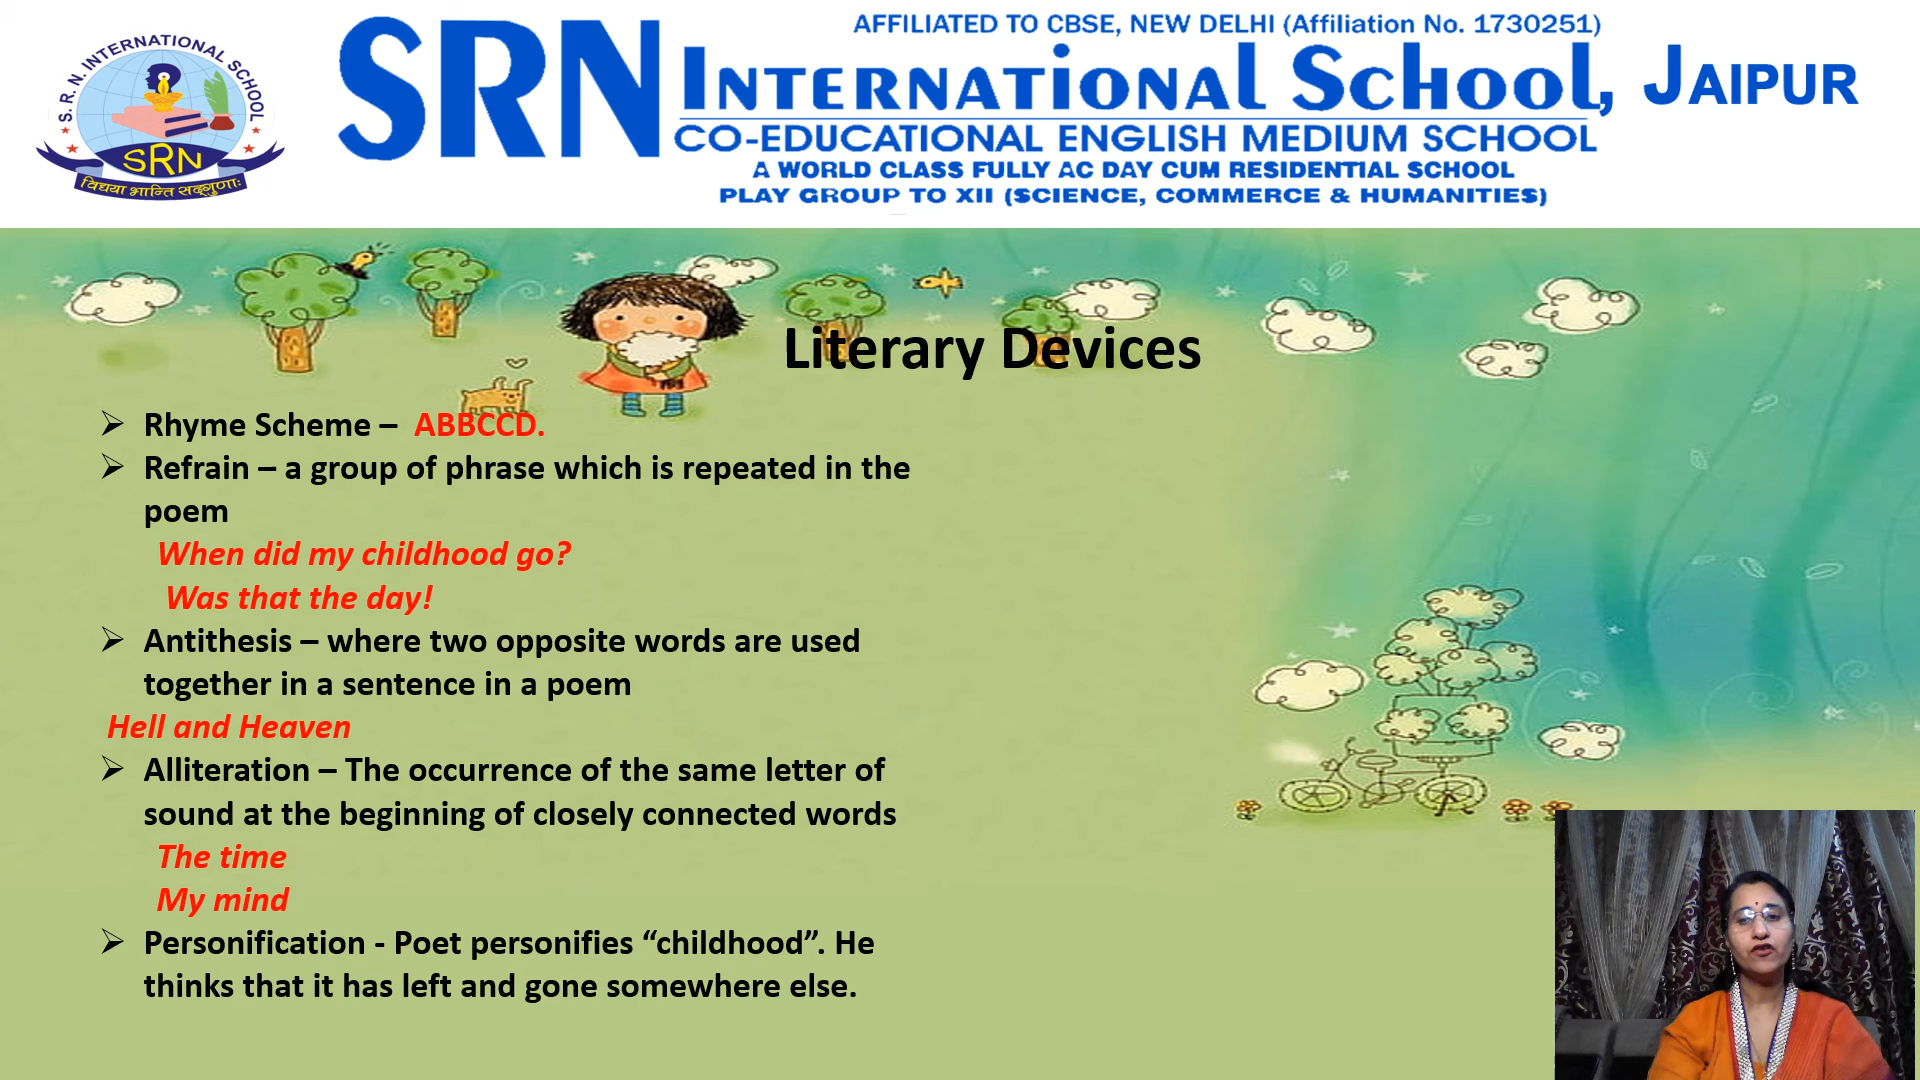 S. R. N. INTERNATIONAL SCHOOL
SRN
विद्यया भान्ति सद्गुणाः
AFFILIATED TO CBSE, NEW DELHI (Affiliation No. 1730251)
SRN INTERNATIONAL SCHOOL, JAIPUR
CO-EDUCATIONAL ENGLISH MEDIUM SCHOOL
A WORLD CLASS FULLY AC DAY CUM RESIDENTIAL SCHOOL
PLAY GROUP TO XII (SCIENCE, COMMERCE & HUMANITIES)
Literary Devices
➢ Rhyme Scheme – ABBCCD.
➢ Refrain – a group of phrase which is repeated in the
poem
When did my childhood go?
Was that the day!
➢ Antithesis – where two opposite words are used
together in a sentence in a poem
Hell and Heaven
➢ Alliteration – The occurrence of the same letter of
sound at the beginning of closely connected words
The time
My mind
➢ Personification - Poet personifies “childhood”. He
thinks that it has left and gone somewhere else.